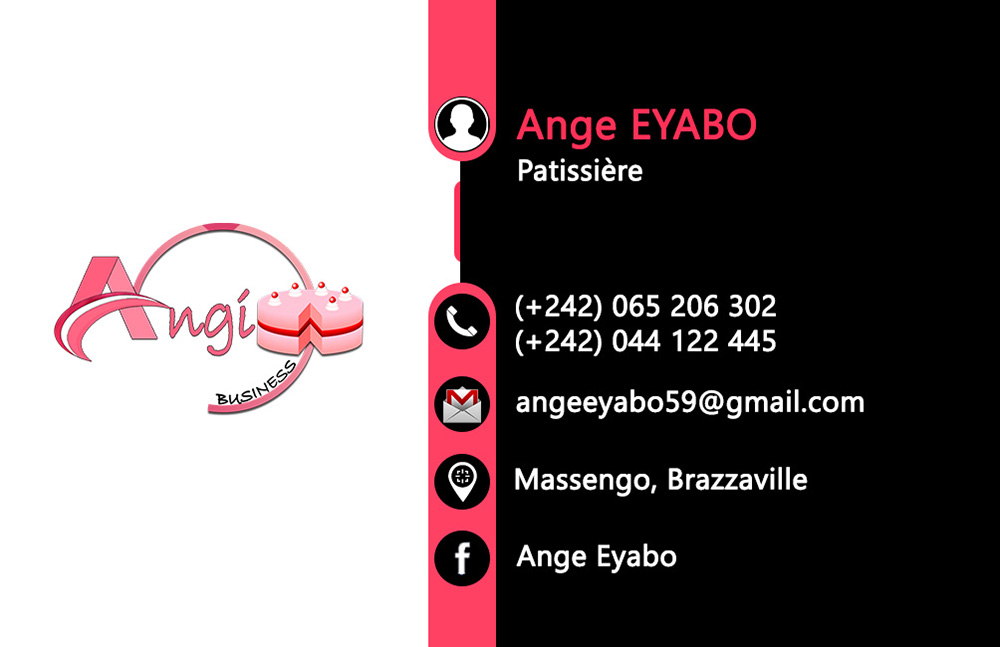 Angi
BUSINESS
Ange EYABO
Patissière
(+242) 065 206 302
(+242) 044 122 445
angeeyabo59@gmail.com
Massengo, Brazzaville
Ange Eyabo